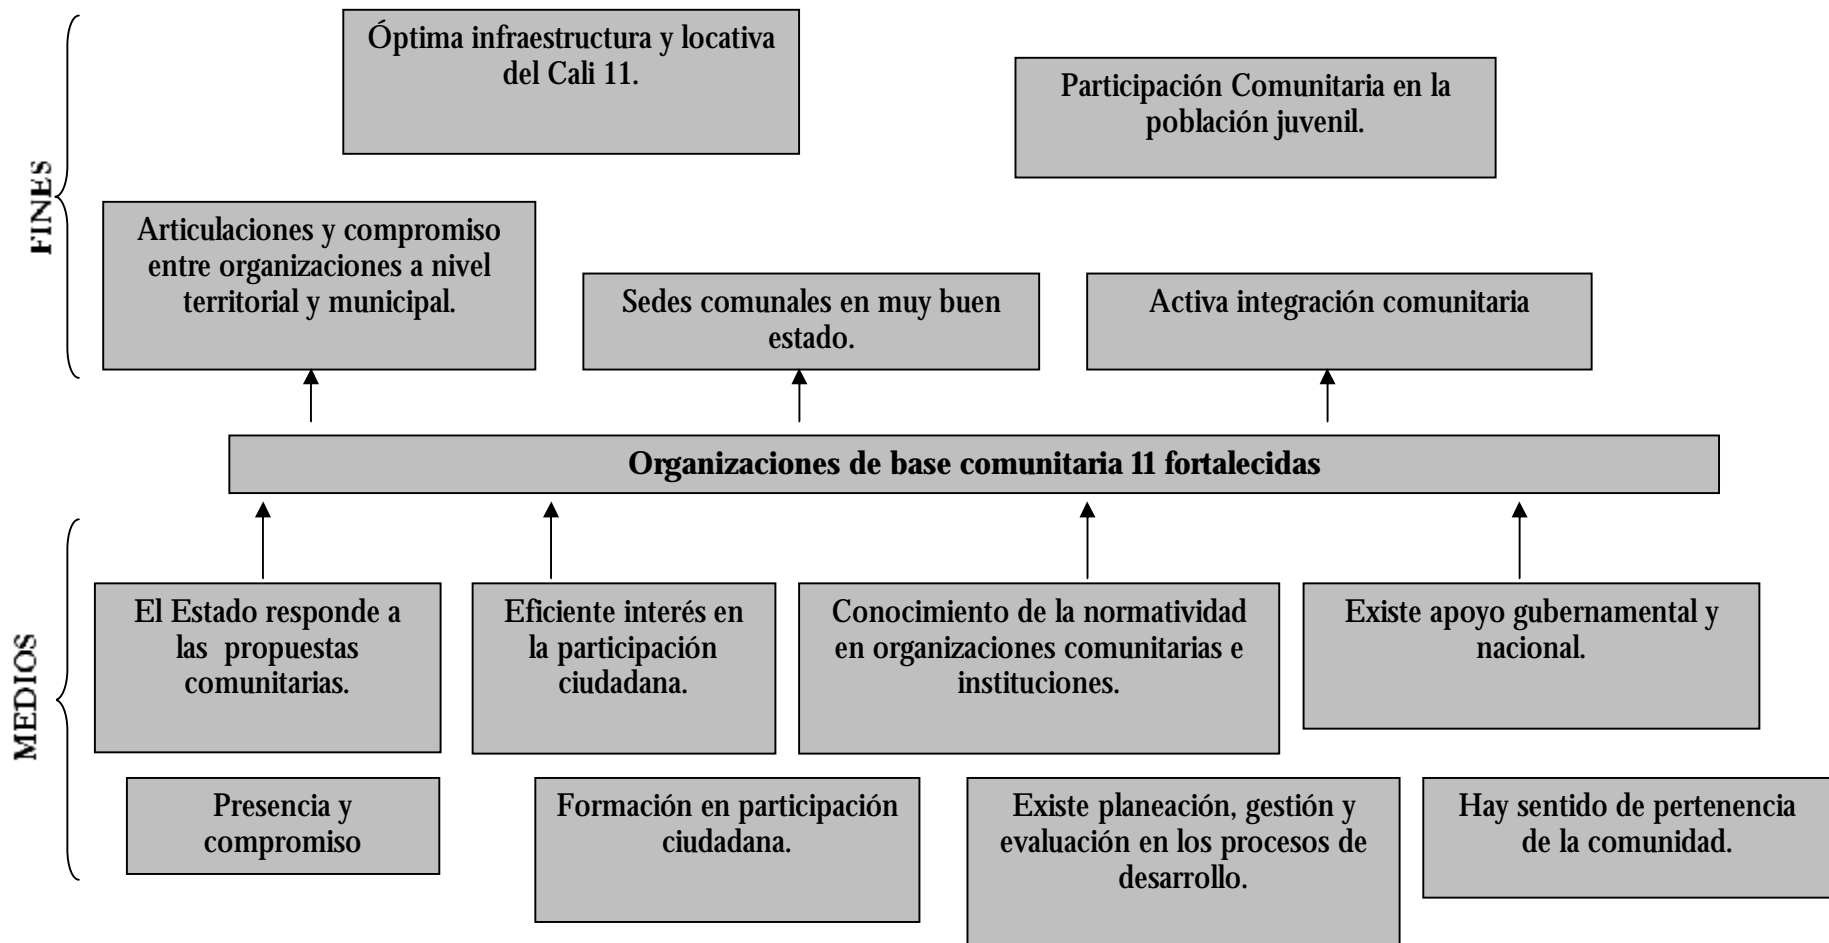 FINES
Óptima infraestructura y locativa
del Cali 11.
Participación Comunitaria en la
población juvenil.
Articulaciones y compromiso
entre organizaciones a nivel
territorial y municipal.
Sedes comunales en muy buen
estado.
Activa integración comunitaria
Organizaciones de base comunitaria 11 fortalecidas
MEDIOS
El Estado responde a
las propuestas
comunitarias.
Eficiente interés en
la participación
ciudadana.
Conocimiento de la normatividad
en organizaciones comunitarias e
instituciones.
Existe apoyo gubernamental y
nacional.
Presencia y
compromiso
Formación en participación
ciudadana.
Existe planeación, gestión y
evaluación en los procesos de
desarrollo.
Hay sentido de pertenencia
de la comunidad.